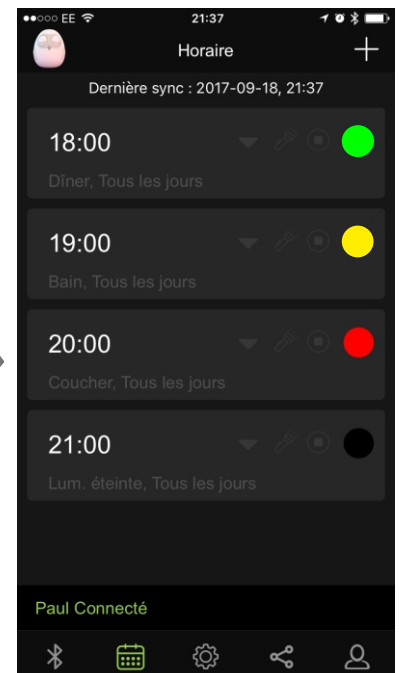 EE 21:37
Horaire
Dernière sync : 2017-09-18, 21:37
18:00
Dîner, Tous les jours
19:00
Bain, Tous les jours
20:00
Coucher, Tous les jours
21:00
Lum. éteinte, Tous les jours
Paul Connecté